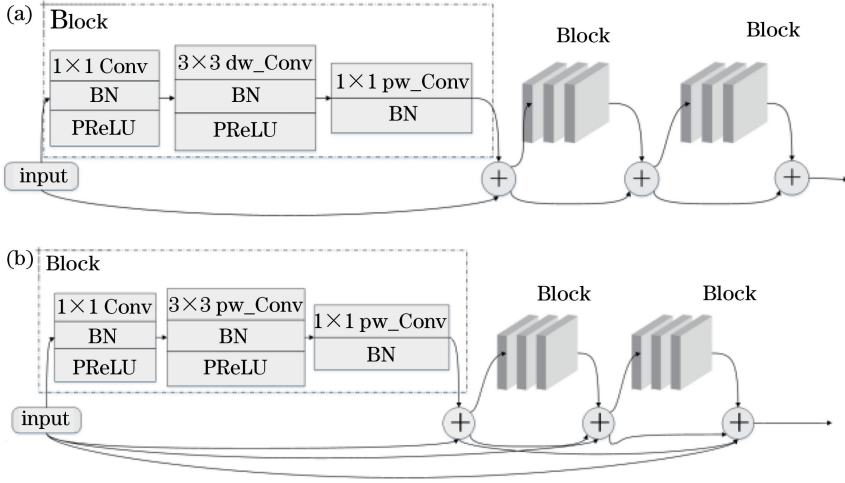 (a)
Block
1×1 Conv
BN
PReLU
3×3 dw_Conv
BN
PReLU
1×1 pw_Conv
BN
Block
Block
input
+
+
+
(b)
Block
1×1 Conv
BN
PReLU
3×3 pw_Conv
BN
PReLU
1×1 pw_Conv
BN
Block
Block
input
+
+
+